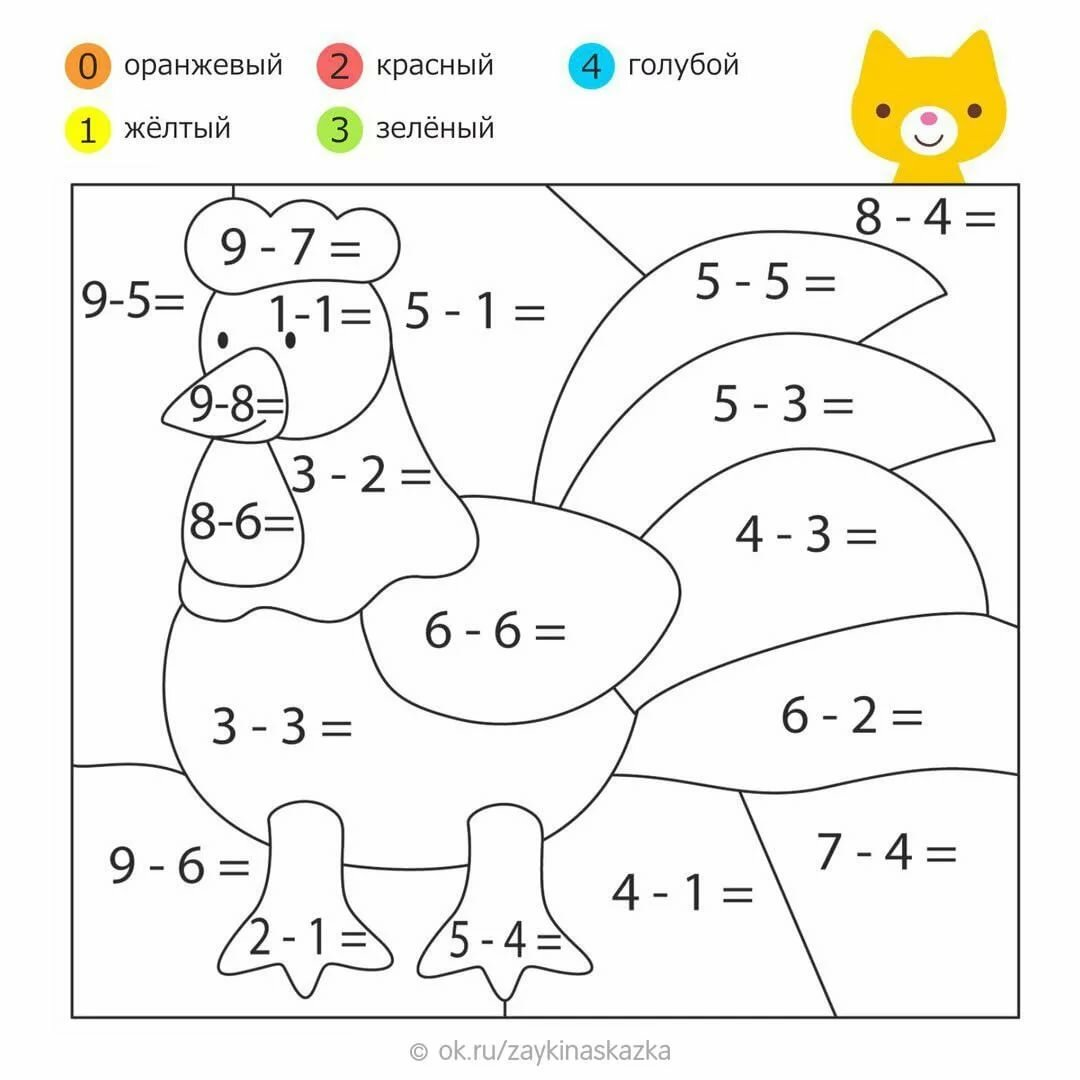 0 оранжевый 2 красный 4 голубой
1 жёлтый 3 зелёный
8 - 4 =
9 - 7 =
5 - 5 =
9-5=
1-1=
5 - 1 =
9-8=
5 - 3 =
3 - 2 =
8-6=
4 - 3 =
6 - 6 =
3 - 3 =
6 - 2 =
9 - 6 =
4 - 1 =
7 - 4 =
2 - 1 =
5 - 4 =
© ok.ru/zaykinaskazka